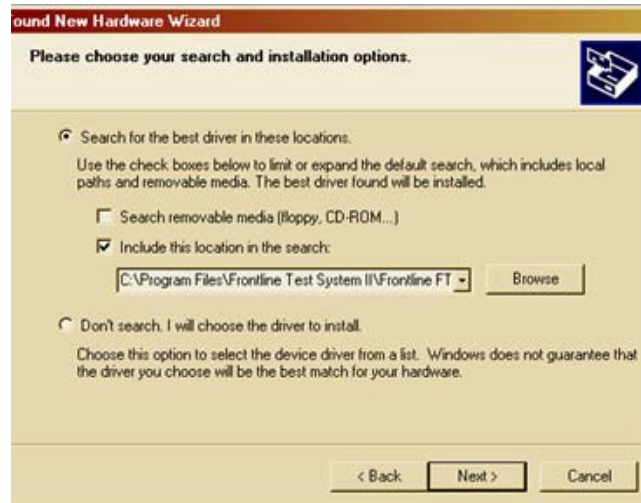 ound New Hardware Wizard
Please choose your search and installation options.
Search for the best driver in these locations.
Use the check boxes below to limit or expand the default search, which includes local
paths and removable media. The best driver found will be installed.
Search removable media (floppy, CD-ROM...)
Include this location in the search:
C:\Program Files\Frontline Test System II\Frontline FT
Browse
Don't search. I will choose the driver to install.
Choose this option to select the device driver from a list. Windows does not guarantee that
the driver you choose will be the best match for your hardware.
< Back
Next >
Cancel